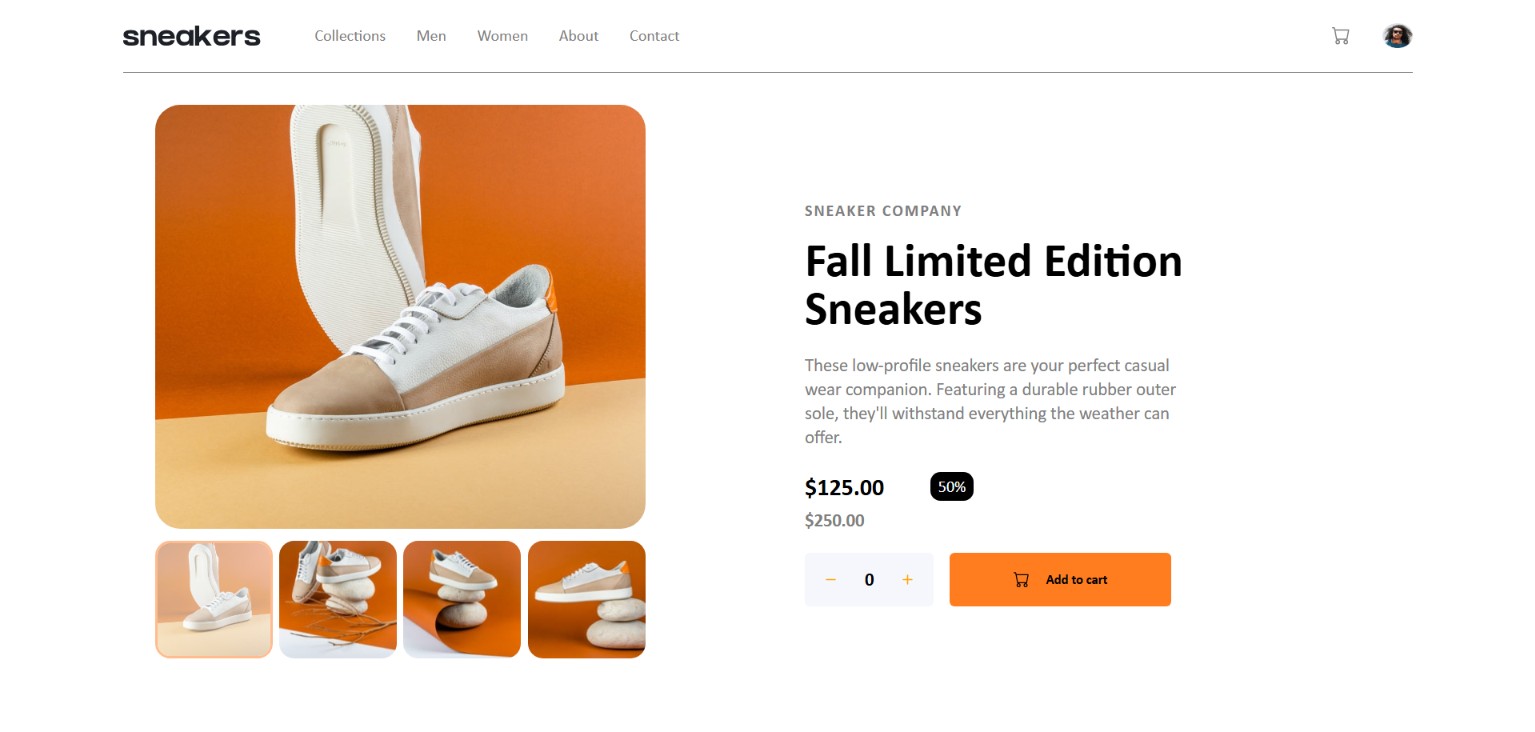 sneakers Collections Men Women About Contact
SNEAKER COMPANY
Fall Limited Edition
Sneakers
These low-profile sneakers are your perfect casual
wear companion. Featuring a durable rubber outer
sole, they'll withstand everything the weather can
offer.
$125.00 50%
$250.00
− 0 + Add to cart